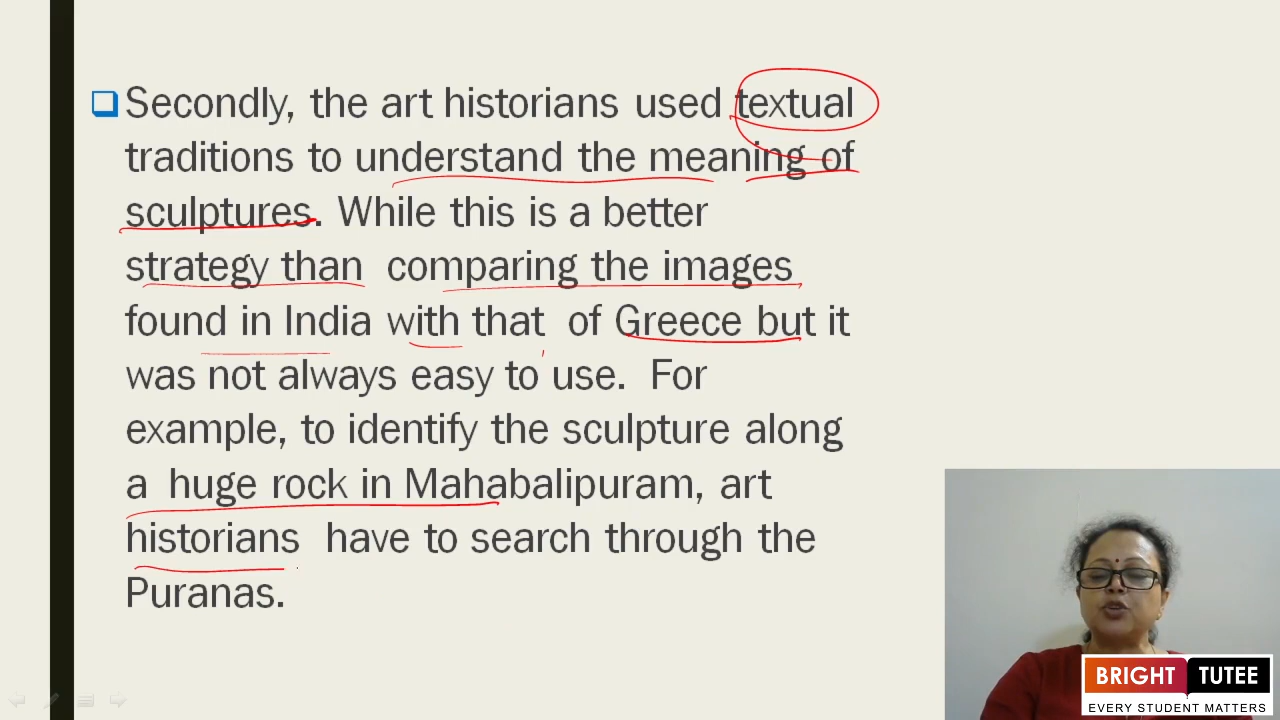 Secondly, the art historians used textual
traditions to understand the meaning of
sculptures. While this is a better
strategy than comparing the images
found in India with that of Greece but it
was not always easy to use. For
example, to identify the sculpture along
a huge rock in Mahabalipuram, art
historians have to search through the
Puranas.
BRIGHT TUTEE
EVERY STUDENT MATTERS